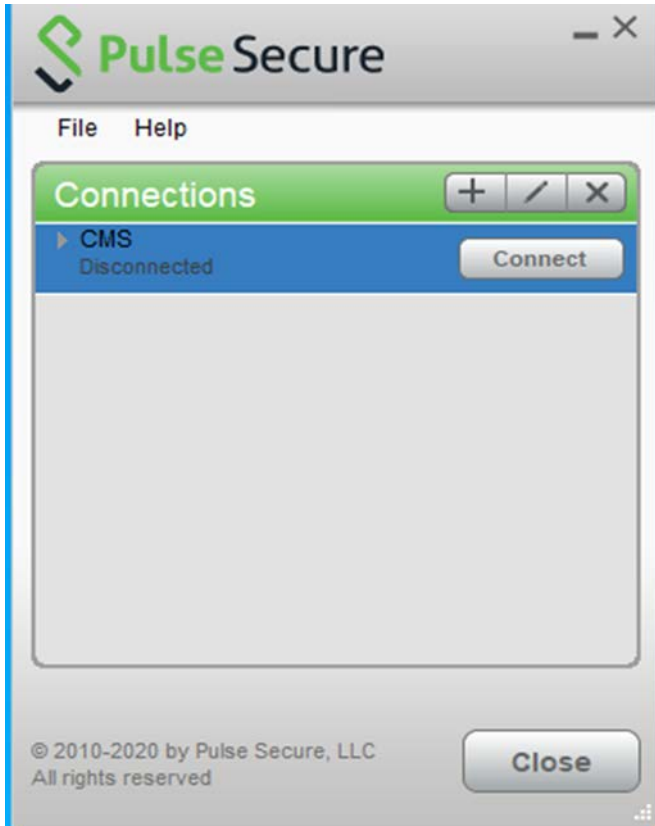 Pulse Secure
File Help
Connections
CMS
Disconnected
Connect
© 2010-2020 by Pulse Secure, LLC
All rights reserved
Close